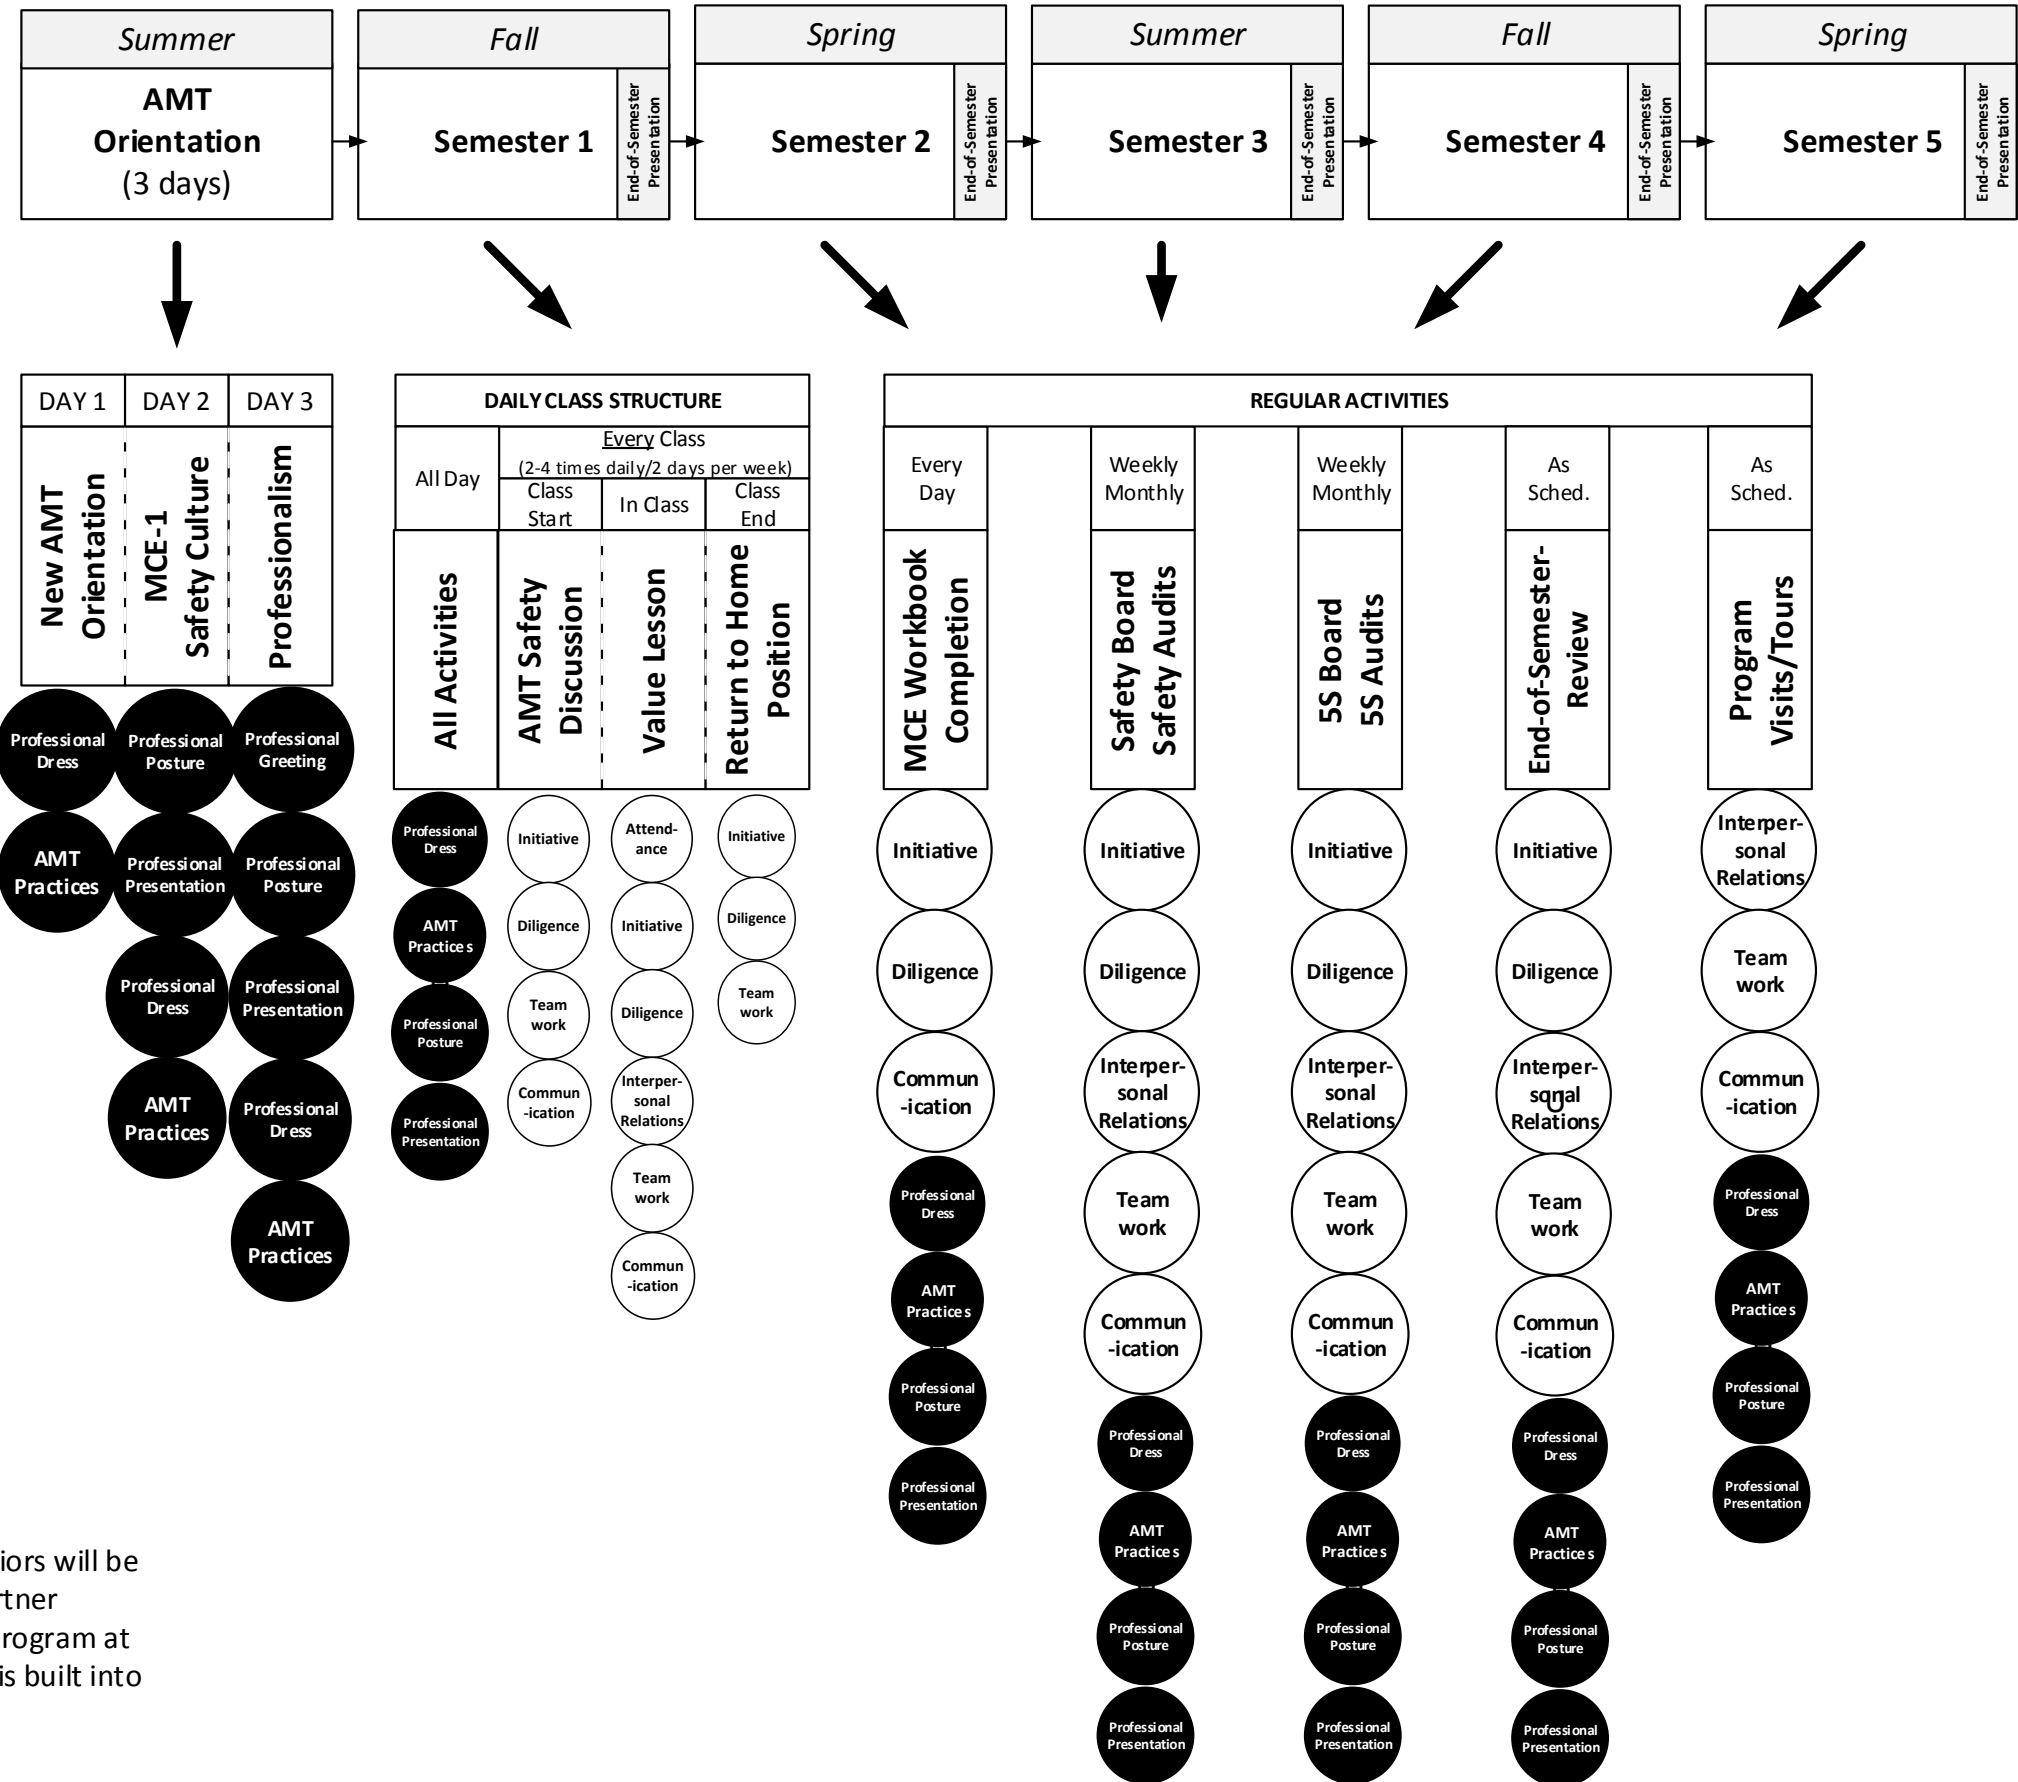 Summer
AMT
Orientation
(3 days)
Fall
Semester 1
End-of-Semester
Presentation
Spring
Semester 2
End-of-Semester
Presentation
Summer
Semester 3
End-of-Semester
Presentation
Fall
Semester 4
End-of-Semester
Presentation
Spring
Semester 5
End-of-Semester
Presentation
DAY 1
New AMT
Orientation
Professional
Dress
AMT
Practices
DAY 2
MCE-1
Safety Culture
Professional
Posture
Professional
Presentation
Professional
Dress
AMT
Practices
DAY 3
Professionalism
Professional
Greeting
Professional
Posture
Professional
Presentation
Professional
Dress
AMT
Practices
DAILY CLASS STRUCTURE
All Day
Every Class
(2-4 times daily/2 days per week)
Class
Start
In Class
Class
End
All Activities
Professional
Dress
AMT
Practices
Professional
Posture
Professional
Presentation
AMT Safety
Discussion
Initiative
Diligence
Team
work
Commun
-ication
Value Lesson
Attend-
ance
Initiative
Diligence
Interper-
sonal
Relations
Team
work
Commun
-ication
Return to Home
Position
Initiative
Diligence
Team
work
REGULAR ACTIVITIES
Every
Day
MCE Workbook
Completion
Initiative
Diligence
Commun
-ication
Professional
Dress
AMT
Practices
Professional
Posture
Professional
Presentation
Weekly
Monthly
Safety Board
Safety Audits
Initiative
Diligence
Interper-
sonal
Relations
Team
work
Commun
-ication
Professional
Dress
AMT
Practices
Professional
Posture
Professional
Presentation
Weekly
Monthly
5S Board
5S Audits
Initiative
Diligence
Interper-
sonal
Relations
Team
work
Commun
-ication
Professional
Dress
AMT
Practices
Professional
Posture
Professional
Presentation
As
Sched.
End-of-Semester-
Review
Initiative
Diligence
Interper-
sonal
Relations
U
Team
work
Commun
-ication
Professional
Dress
AMT
Practices
Professional
Posture
Professional
Presentation
As
Sched.
Program
Visits/Tours
Interper-
sonal
Relations
Team
work
Commun
-ication
Professional
Dress
AMT
Practices
Professional
Posture
Professional
Presentation
iors will be
rtner
rogram at
is built into